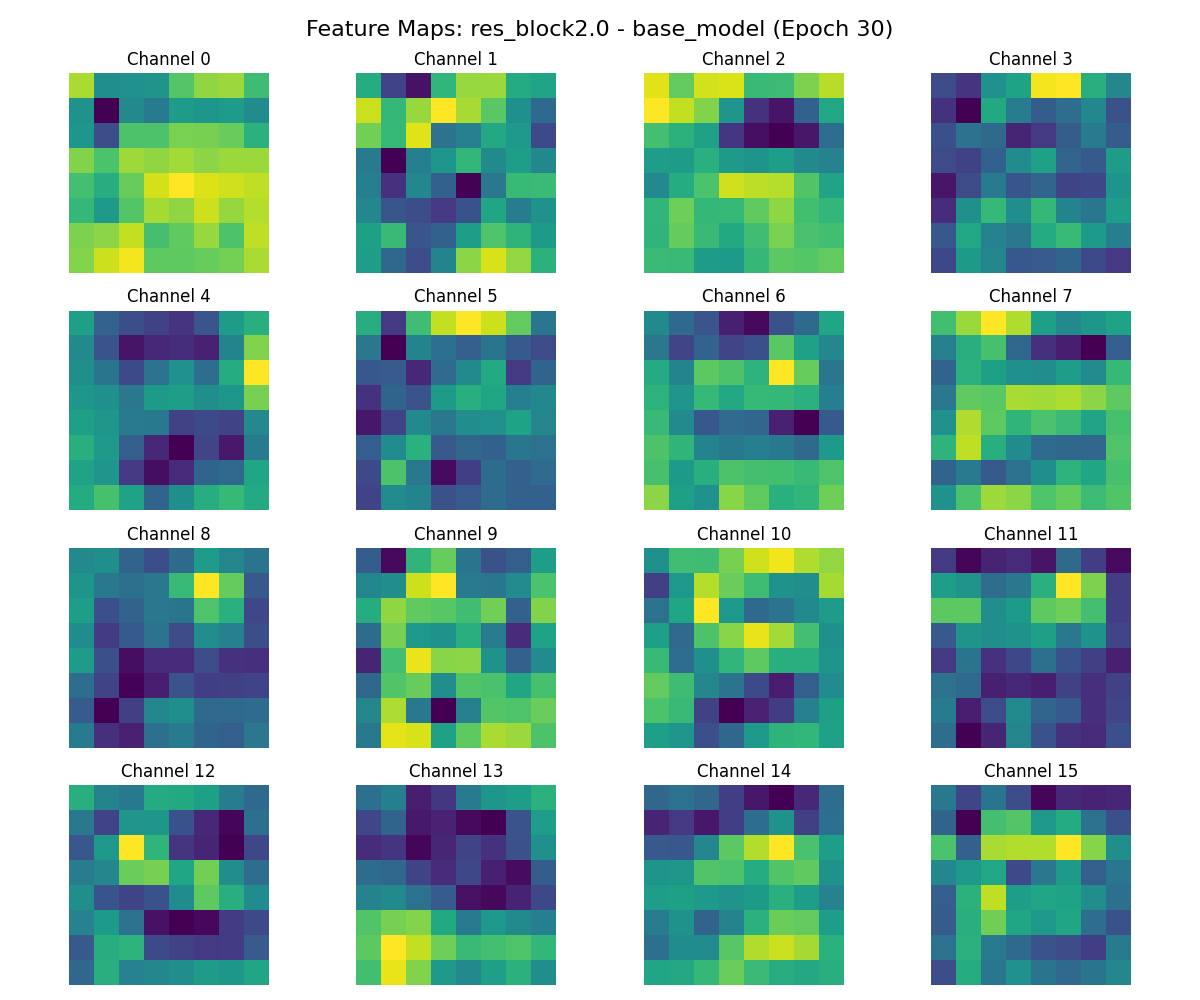 Feature Maps: res_block2.0 - base_model (Epoch 30)
Channel 0
Channel 1
Channel 2
Channel 3
Channel 4
Channel 5
Channel 6
Channel 7
Channel 8
Channel 9
Channel 10
Channel 11
Channel 12
Channel 13
Channel 14
Channel 15